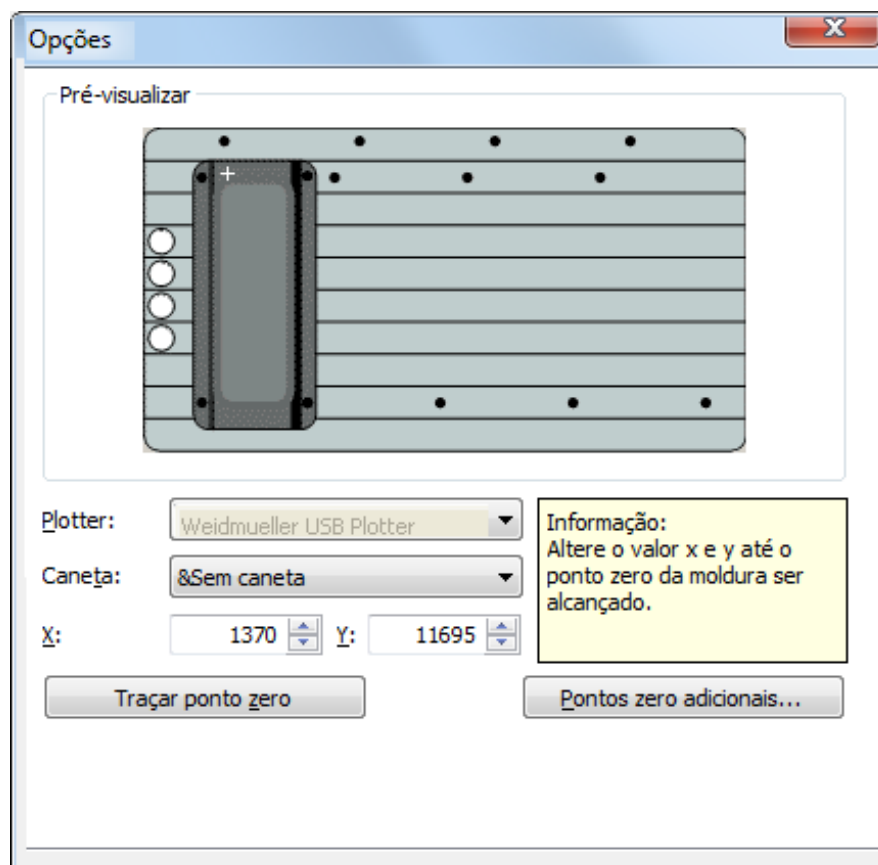 Opções
Pré-visualizar
Plotter:
Weidmueller USB Plotter
Informação:
Altere o valor x e y até o
ponto zero da moldura ser
alcançado.
Caneta:
&Sem caneta
X:
1370
Y:
11695
Traçar ponto zero
Pontos zero adicionais...